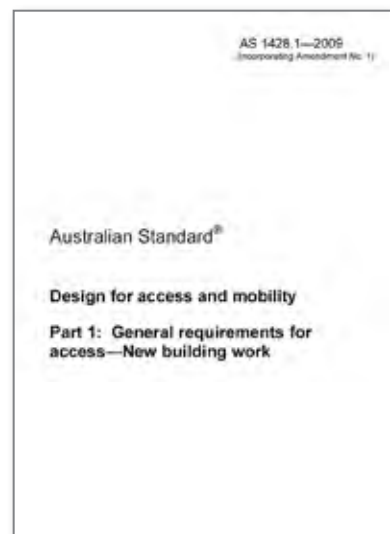 AS 1428.1—2009
(Incorporating Amendment No. 1)
Australian Standard®
Design for access and mobility
Part 1: General requirements for
access—New building work